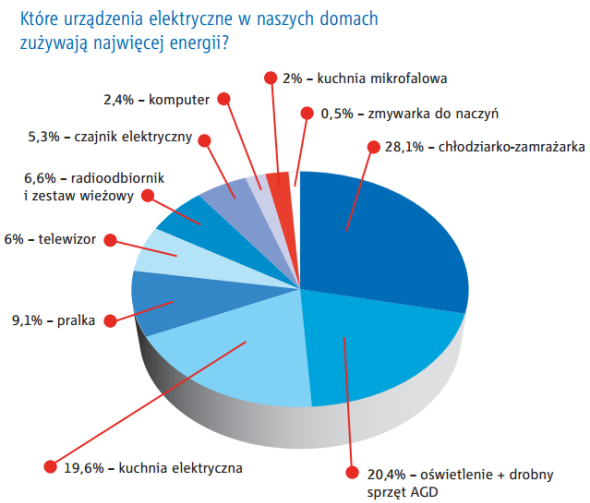 Które urządzenia elektryczne w naszych domach
zużywają najwięcej energii?
2% – kuchnia mikrofalowa
2,4% – komputer
0,5% – zmywarka do naczyń
5,3% – czajnik elektryczny
28,1% – chłodziarko-zamrażarka
6,6% – radioodbiornik
i zestaw wieżowy
6% – telewizor
9,1% – pralka
19,6% – kuchnia elektryczna
20,4% – oświetlenie + drobny
sprzęt AGD